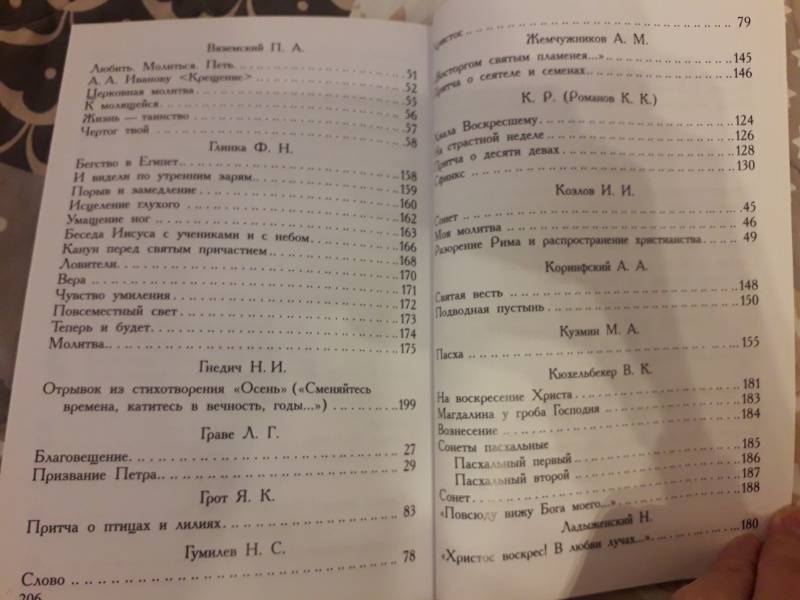 Вяземский П. А.
Любить. Молиться. Петь. 51
А. А. Иванову <Крещение> 52
Церковная молитва 55
К молящейся 56
Жизнь — таинство 57
Чертог твой 58
Глинка Ф. Н.
Бегство в Египет 158
И видели по утренним зарям 159
Порыв и замедление 160
Исцеление глухого 162
Умащение ног 163
Беседа Иисуса с учениками и с небом 166
Канун перед святым причастием 168
Ловители 170
Вера 171
Чувство умиления 172
Повсеместный свет 173
Теперь и будет 174
Молитва 175
Гнедич Н. И.
Отрывок из стихотворения «Осень» («Сменяйтесь
времена, катитесь в вечность, годы...») 199
Граве Л. Г.
Благовещение 27
Призвание Петра 29
Грот Я. К.
Притча о птицах и лилиях 83
Гумилев Н. С.
Слово 78
206
Христос 79
Жемчужников А. М.
«Восторгом святым пламенея...» 145
Притча о сеятеле и семенах 146
К. Р. (Романов К. К.)
Хвала Воскресшему 124
На страстной неделе 126
Притча о десяти девах 128
Сфинкс 130
Козлов И. И.
Сонет 45
Моя молитва 46
Разорение Рима и распространение христианства 49
Коринфский А. А.
Святая весть 148
Подводная пустынь 150
Кузмин М. А.
Пасха 155
Кюхельбекер В. К.
На воскресение Христа 181
Магдалина у гроба Господня 183
Вознесение 184
Сонеты пасхальные
Пасхальный первый 185
Пасхальный второй 186
Сонет 187
«Повсюду вижу Бога моего...» 188
Ладыженский Н.
«Христос воскрес! В любви лучах...» 180